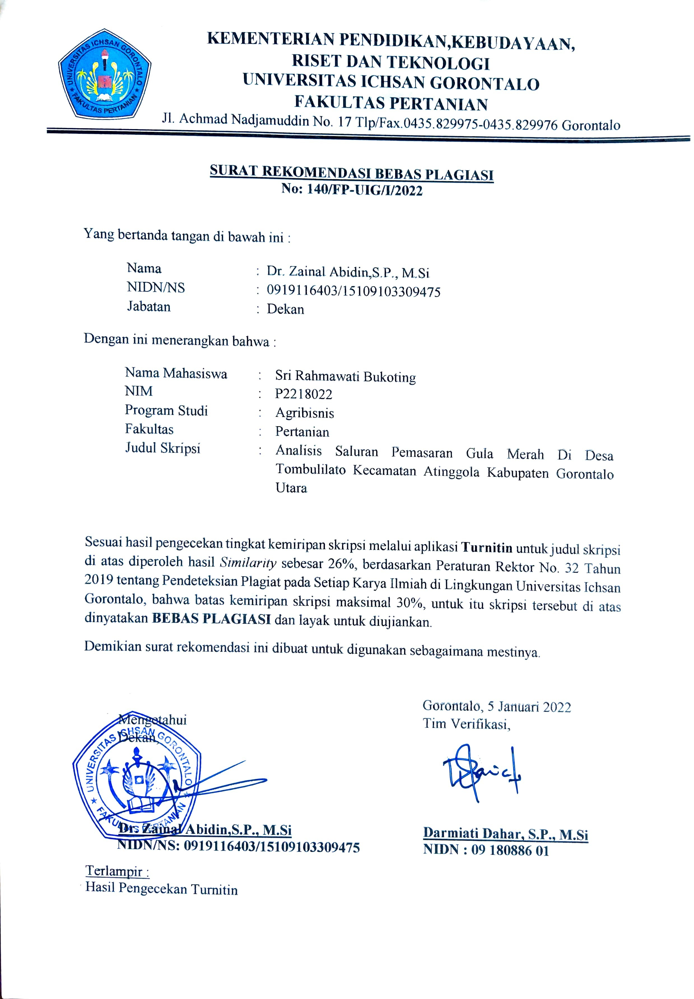 UNIVERSITAS ICHSAN GORONTALO
FAKULTAS PERTANIAN
KEMENTERIAN PENDIDIKAN,KEBUDAYAAN,
RISET DAN TEKNOLOGI
UNIVERSITAS ICHSAN GORONTALO
FAKULTAS PERTANIAN
Jl. Achmad Nadjamuddin No. 17 Tlp/Fax.0435.829975-0435.829976 Gorontalo
SURAT REKOMENDASI BEBAS PLAGIASI
No: 140/FP-UIG/I/2022
Yang bertanda tangan di bawah ini :
Nama : Dr. Zainal Abidin,S.P., M.Si
NIDN/NS : 0919116403/15109103309475
Jabatan : Dekan
Dengan ini menerangkan bahwa :
Nama Mahasiswa : Sri Rahmawati Bukoting
NIM : P2218022
Program Studi : Agribisnis
Fakultas : Pertanian
Judul Skripsi : Analisis Saluran Pemasaran Gula Merah Di Desa
Tombulilato Kecamatan Atinggola Kabupaten Gorontalo
Utara
Sesuai hasil pengecekan tingkat kemiripan skripsi melalui aplikasi Turnitin untuk judul skripsi
di atas diperoleh hasil Similarity sebesar 26%, berdasarkan Peraturan Rektor No. 32 Tahun
2019 tentang Pendeteksian Plagiat pada Setiap Karya Ilmiah di Lingkungan Universitas Ichsan
Gorontalo, bahwa batas kemiripan skripsi maksimal 30%, untuk itu skripsi tersebut di atas
dinyatakan BEBAS PLAGIASI dan layak untuk diujiankan.
Demikian surat rekomendasi ini dibuat untuk digunakan sebagaimana mestinya.
Gorontalo, 5 Januari 2022
Tim Verifikasi,
Mengetahui
Dekan,
UNIVERSITAS ICHSAN GORONTALO
FAKULTAS PERTANIAN
Dr. Zainal Abidin,S.P., M.Si
NIDN/NS: 0919116403/15109103309475
Darmiati Dahar, S.P., M.Si
NIDN : 09 180886 01
Terlampir :
Hasil Pengecekan Turnitin